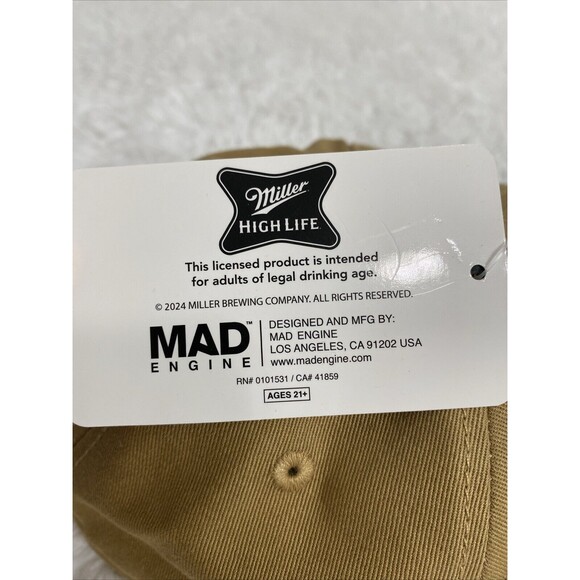 Miller
HIGH LIFE
This licensed product is intended
for adults of legal drinking age.
© 2024 MILLER BREWING COMPANY. ALL RIGHTS RESERVED.
MAD™
ENGINE
DESIGNED AND MFG BY:
MAD ENGINE
LOS ANGELES, CA 91202 USA
www.madengine.com
RN# 0101531 / CA# 41859
AGES 21+